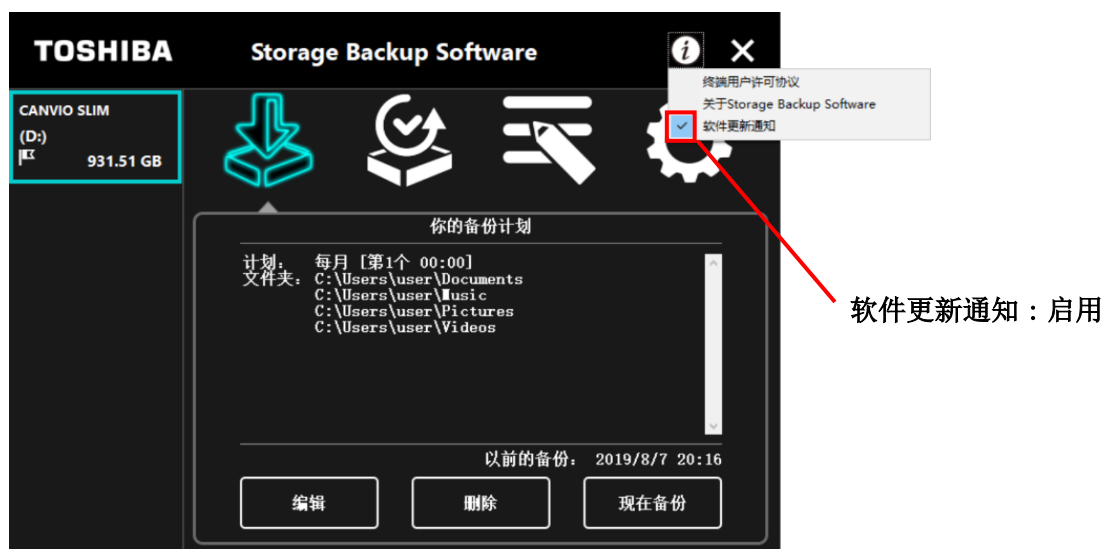 TOSHIBA
Storage Backup Software
终端用户许可协议
关于Storage Backup Software
软件更新通知
CANVIO SLIM
(D:)
931.51 GB
你的备份计划
计划: 每月 [第1个 00:00]
文件夹: C:\Users\user\Documents
C:\Users\user\Music
C:\Users\user\Pictures
C:\Users\user\Videos
软件更新通知：启用
以前的备份: 2019/8/7 20:16
编辑
删除
现在备份